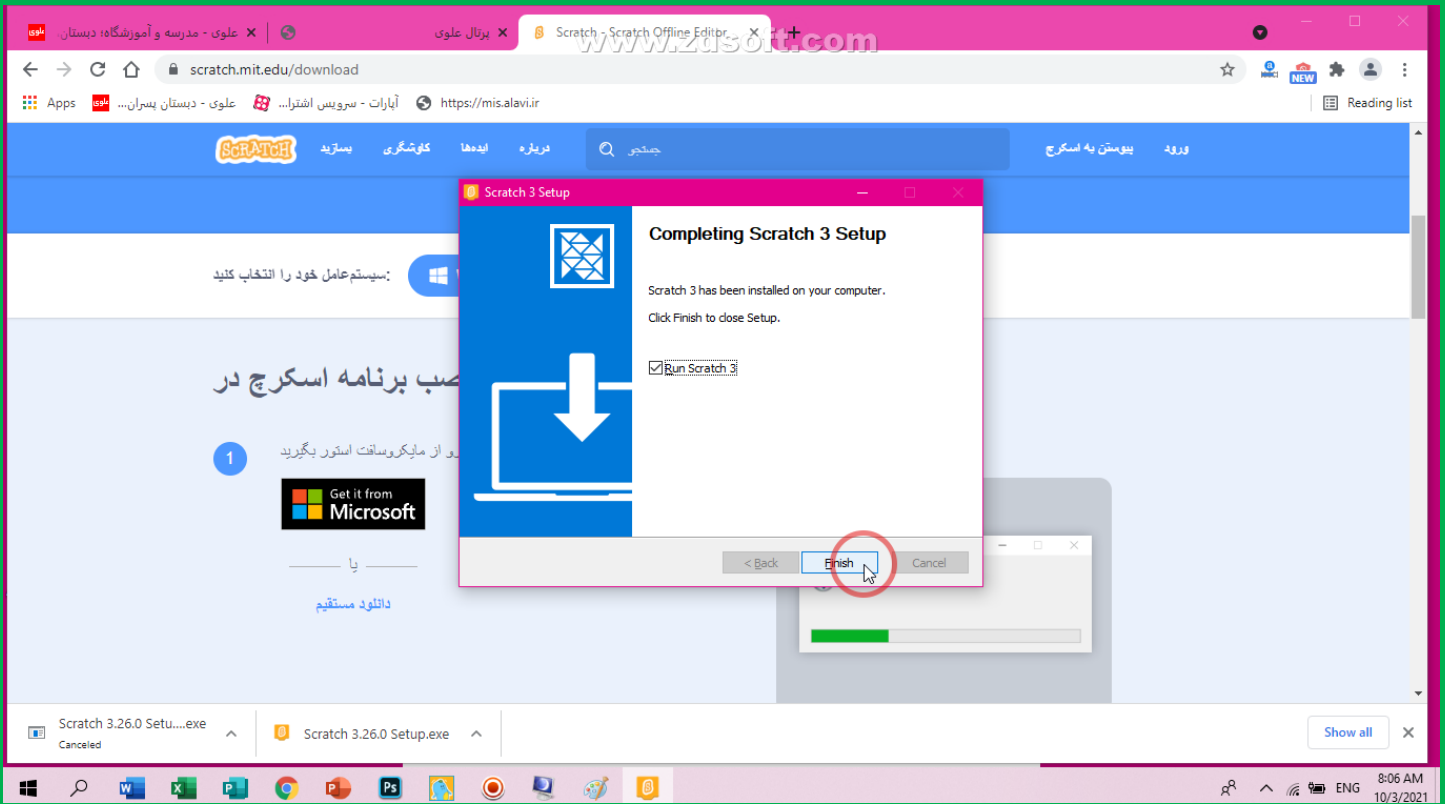 علوی - مدرسه و آموزشگاه؛ دبستان...
پرتال علوی
Scratch - Scratch Offline Editor
www.zdsoft.com
scratch.mit.edu/download
NEW
Apps
علوی - دبستان پسران...
آپارات - سرویس اشترا...
https://mis.alavi.ir
Reading list
SCRATCH
بسازید
کاوشگری
ایده‌ها
درباره
جستجو
پیوستن به اسکرچ
ورود
سیستم‌عامل خود را انتخاب کنید:
Scratch 3 Setup
Completing Scratch 3 Setup
Scratch 3 has been installed on your computer.
Click Finish to close Setup.
Run Scratch 3
< Back
Finish
Cancel
صب برنامه اسکرچ در
1
رو از مایکروسافت استور بگیرید
Get it from
Microsoft
یا
دانلود مستقیم
Scratch 3.26.0 Setu....exe
Canceled
Scratch 3.26.0 Setup.exe
Show all
ENG
8:06 AM
10/3/2021